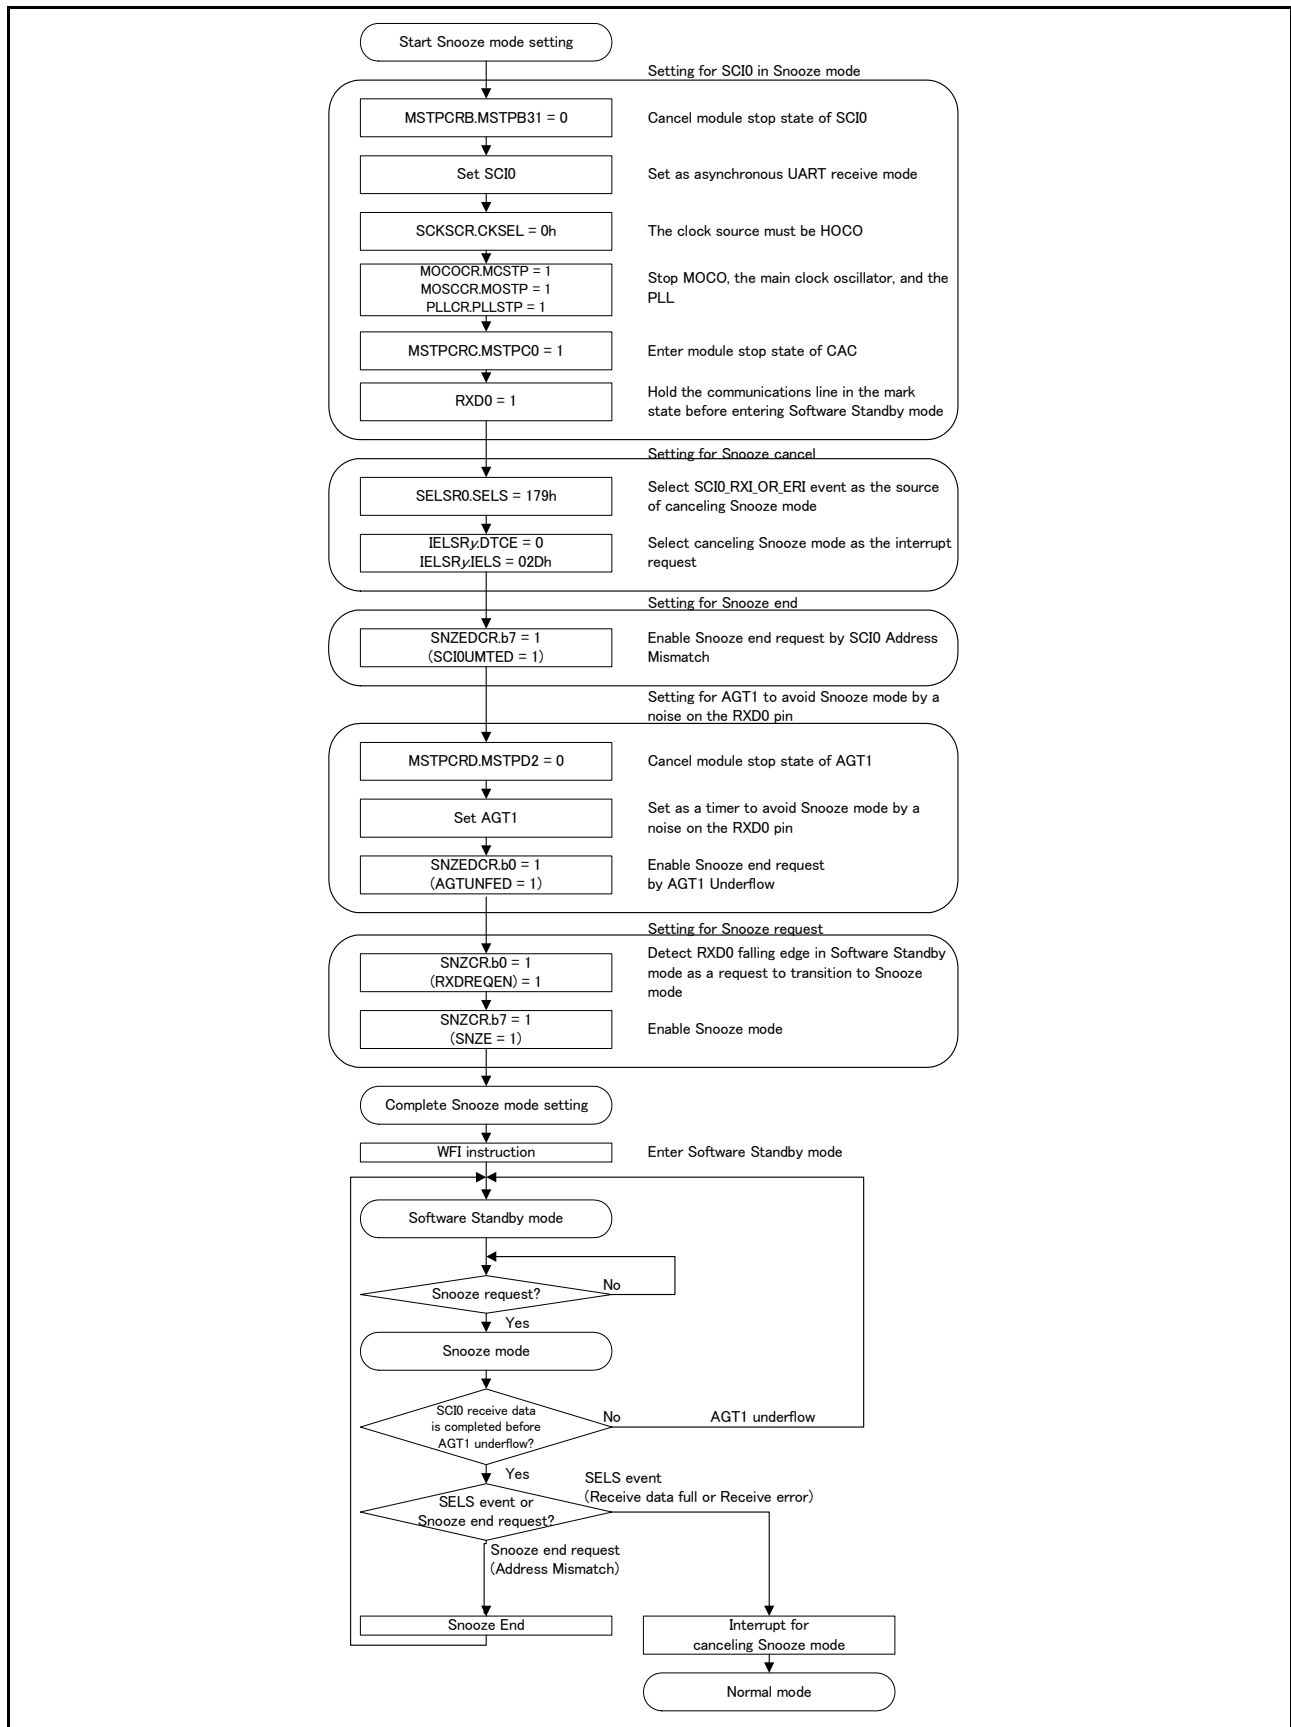 Start Snooze mode setting
Setting for SCI0 in Snooze mode
MSTPCRB.MSTPB31 = 0
Cancel module stop state of SCI0
Set SCI0
Set as asynchronous UART receive mode
SCKSCR.CKSEL = 0h
The clock source must be HOCO
MOCOCR.MCSTP = 1
MOSCCR.MOSTP = 1
PLLCR.PLLSTP = 1
Stop MOCO, the main clock oscillator, and the
PLL
MSTPCRC.MSTPC0 = 1
Enter module stop state of CAC
RXD0 = 1
Hold the communications line in the mark
state before entering Software Standby mode
Setting for Snooze cancel
SELSR0.SELS = 179h
Select SCI0_RXI_OR_ERI event as the source
of canceling Snooze mode
IELSRy.DTCE = 0
IELSRy.IELS = 02Dh
Select canceling Snooze mode as the interrupt
request
Setting for Snooze end
SNZEDCR.b7 = 1
(SCI0UMTED = 1)
Enable Snooze end request by SCI0 Address
Mismatch
Setting for AGT1 to avoid Snooze mode by a
noise on the RXD0 pin
MSTPCRD.MSTPD2 = 0
Cancel module stop state of AGT1
Set AGT1
Set as a timer to avoid Snooze mode by a
noise on the RXD0 pin
SNZEDCR.b0 = 1
(AGTUNFED = 1)
Enable Snooze end request
by AGT1 Underflow
Setting for Snooze request
SNZCR.b0 = 1
(RXDREQEN) = 1
Detect RXD0 falling edge in Software Standby
mode as a request to transition to Snooze
mode
SNZCR.b7 = 1
(SNZE = 1)
Enable Snooze mode
Complete Snooze mode setting
WFI instruction
Enter Software Standby mode
Software Standby mode
Snooze request?
No
Yes
Snooze mode
SCI0 receive data
is completed before
AGT1 underflow?
No
AGT1 underflow
Yes
SELS event
(Receive data full or Receive error)
SELS event or
Snooze end request?
Snooze end request
(Address Mismatch)
Snooze End
Interrupt for
canceling Snooze mode
Normal mode